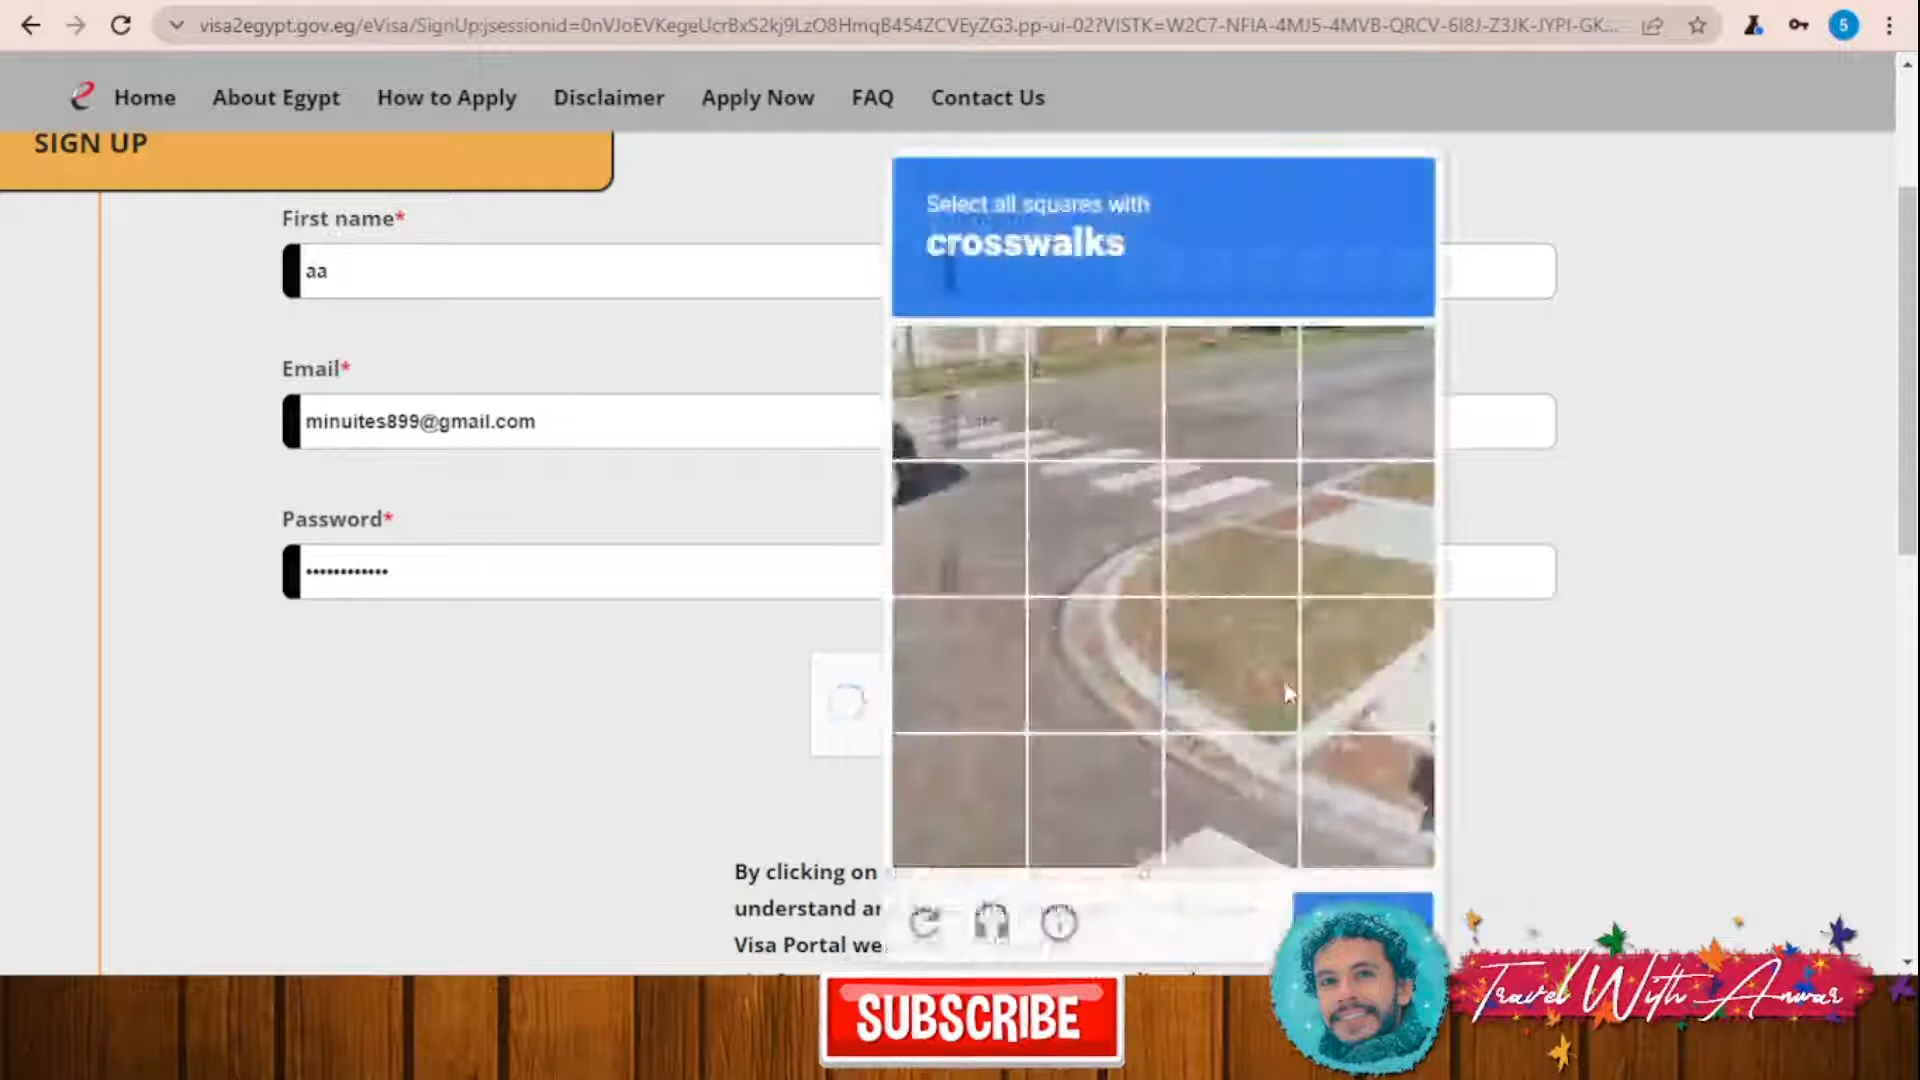 visa2egypt.gov.eg/eVisa/SignUp;jsessionid=0nVJoEVKegeUcrBxS2kj9LzO8HmqB454ZCVEyZG3.pp-ui-02?VISTK=W2C7-NFIA-4MJ5-4MVB-QRCV-6I8J-Z3JK-JYPI-GK...
5
Home About Egypt How to Apply Disclaimer Apply Now FAQ Contact Us
SIGN UP
Select all squares with
crosswalks
First name*
aa
Email*
minuites899@gmail.com
Password*
By clicking on
understand
Visa Portal we
SUBSCRIBE
Travel With Anwar